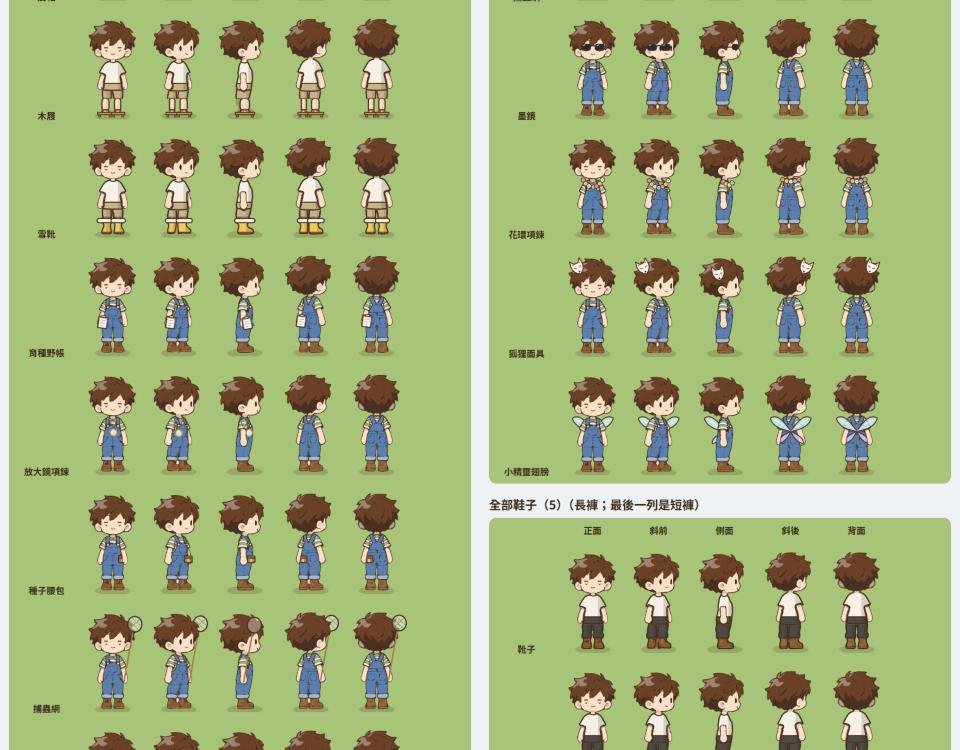 木屐
雪靴
育種野帳
放大鏡項鍊
種子腰包
捕蟲網
墨鏡
花環項鍊
狐狸面具
小精靈翅膀
全部鞋子（5）（長褲；最後一列是短褲）
正面 斜前 側面 斜後 背面
靴子